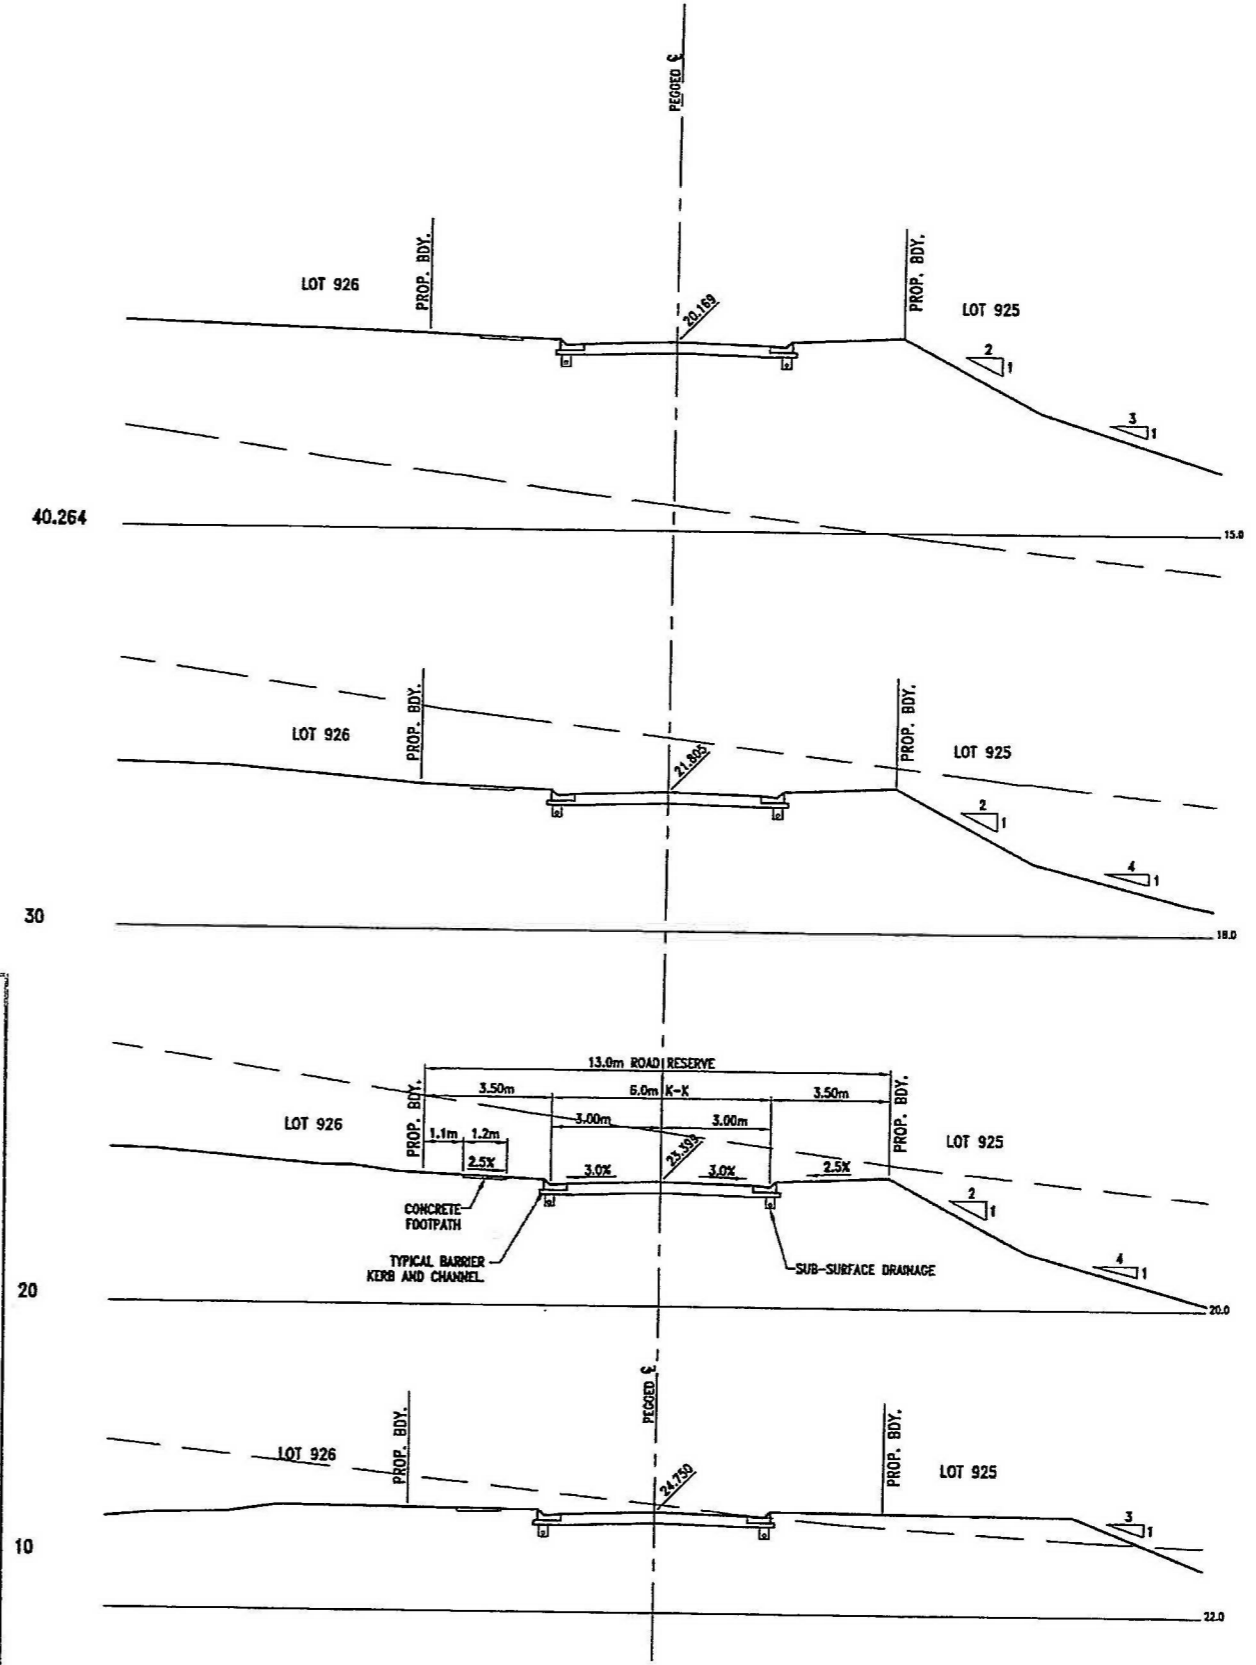 PEGGED ℄
PROP. BDY.
PROP. BDY.
LOT 926
20.169
LOT 925
2
1
3
1
40.264
15.0
PROP. BDY.
PROP. BDY.
LOT 926
21.805
LOT 925
2
1
4
1
30
18.0
13.0m ROAD RESERVE
3.50m
6.0m K-K
3.50m
PROP. BDY.
PROP. BDY.
LOT 926
1.1m
1.2m
3.00m
3.00m
LOT 925
2.5%
3.0%
23.399
3.0%
2.5%
2
1
CONCRETE
FOOTPATH
TYPICAL BARRIER
KERB AND CHANNEL
SUB-SURFACE DRAINAGE
4
1
20
20.0
PEGGED ℄
PROP. BDY.
PROP. BDY.
LOT 926
24.750
LOT 925
3
1
10
22.0